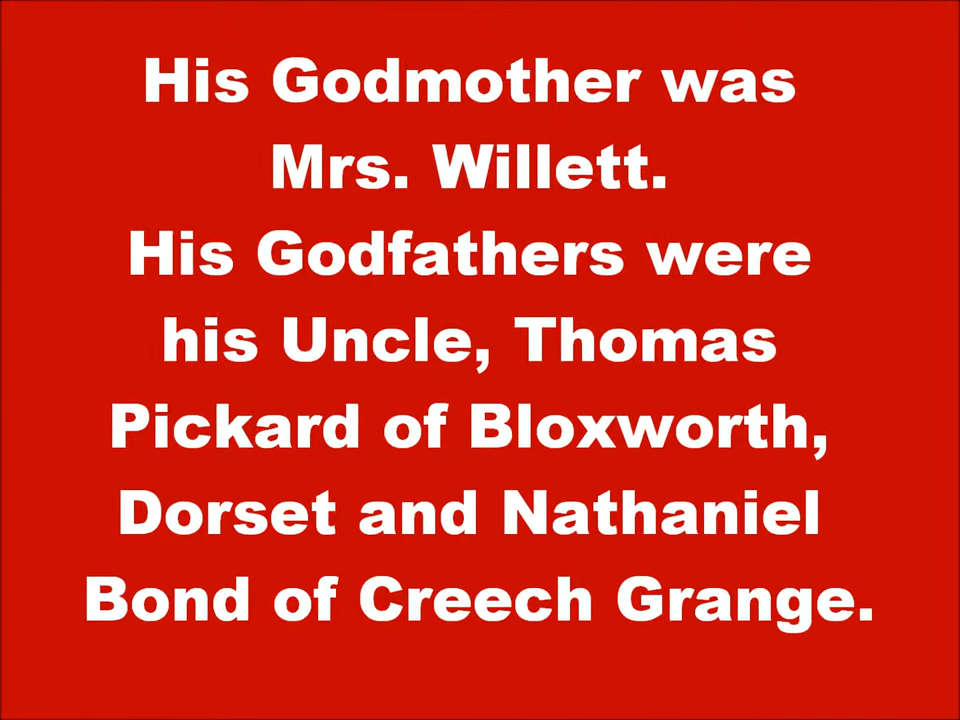 His Godmother was
Mrs. Willett.
His Godfathers were
his Uncle, Thomas
Pickard of Bloxworth,
Dorset and Nathaniel
Bond of Creech Grange.